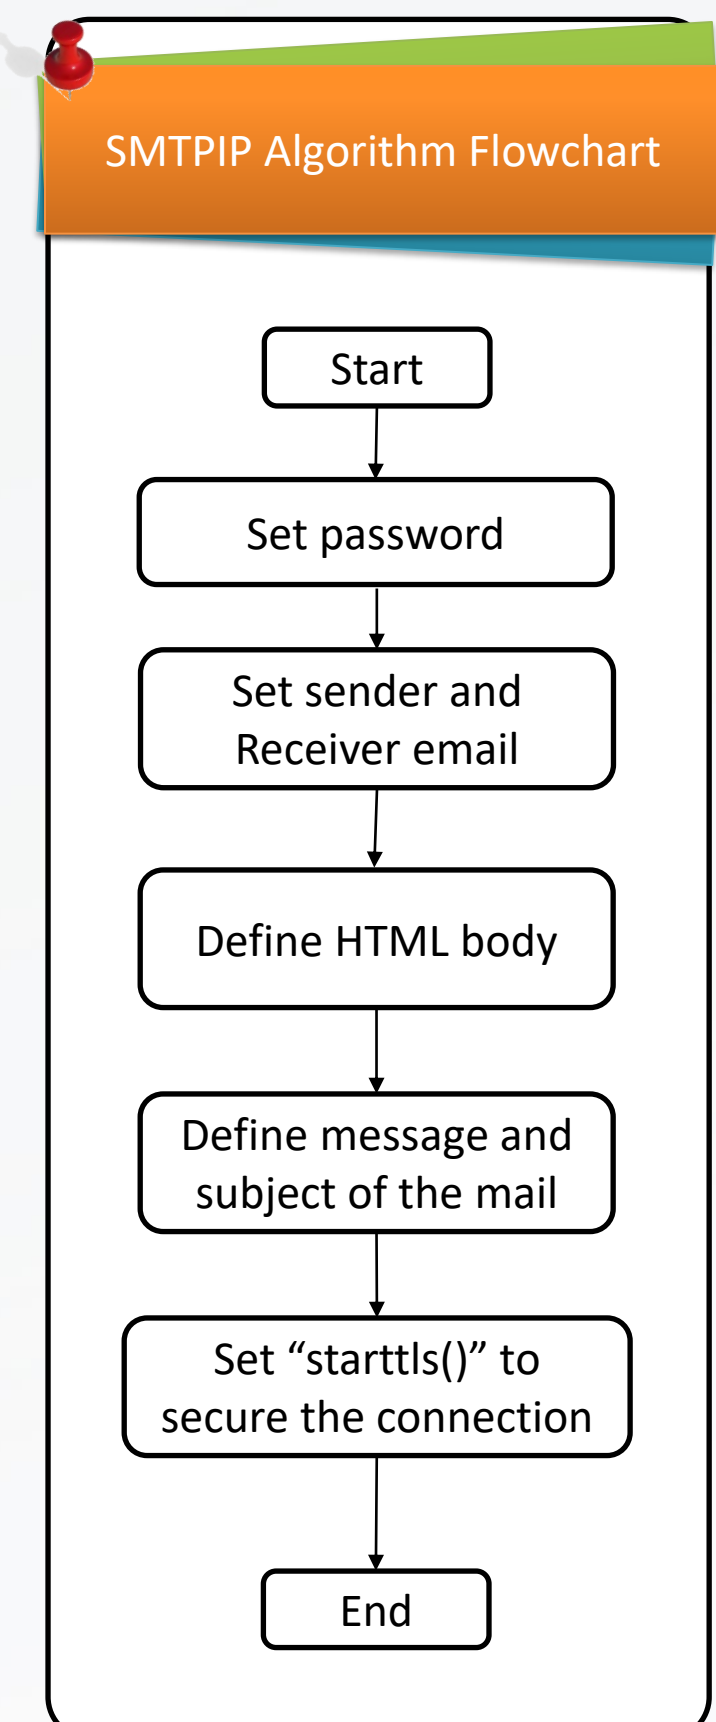 SMTPIP Algorithm Flowchart
Start
Set password
Set sender and
Receiver email
Define HTML body
Define message and
subject of the mail
Set “starttls()” to
secure the connection
End